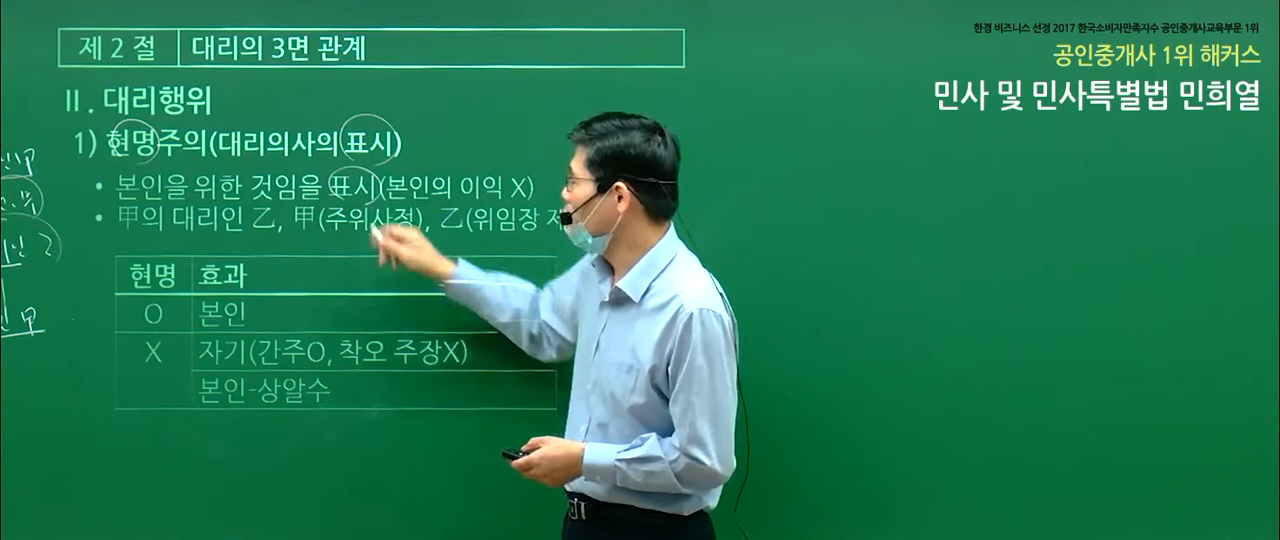 한경 비즈니스 선정 2017 한국소비자만족지수 공인중개사교육부문 1위
공인중개사 1위 해커스
민사 및 민사특별법 민희열
제 2 절 대리의 3면 관계
Ⅱ. 대리행위
1) 현명주의(대리의사의 표시)
• 본인을 위한 것임을 표시(본인의 이익 X)
• 甲의 대리인 乙, 甲(주위사정), 乙(위임장 제
현명 효과
O 본인
X 자기(간주O, 착오 주장X)
본인-상알수